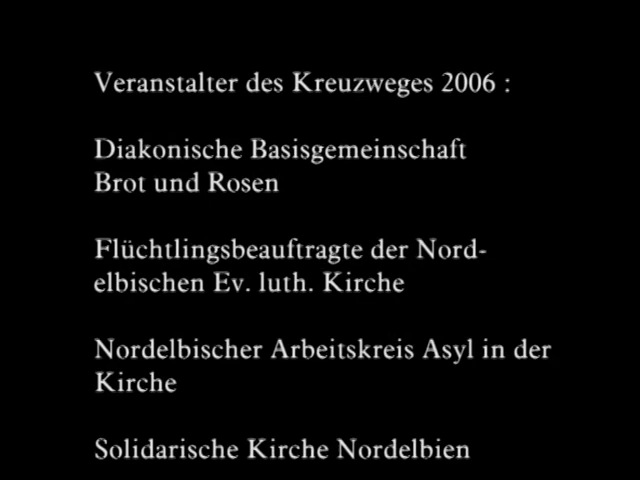 Veranstalter des Kreuzweges 2006 :
Diakonische Basisgemeinschaft
Brot und Rosen
Flüchtlingsbeauftragte der Nord-
elbischen Ev. luth. Kirche
Nordelbischer Arbeitskreis Asyl in der
Kirche
Solidarische Kirche Nordelbien